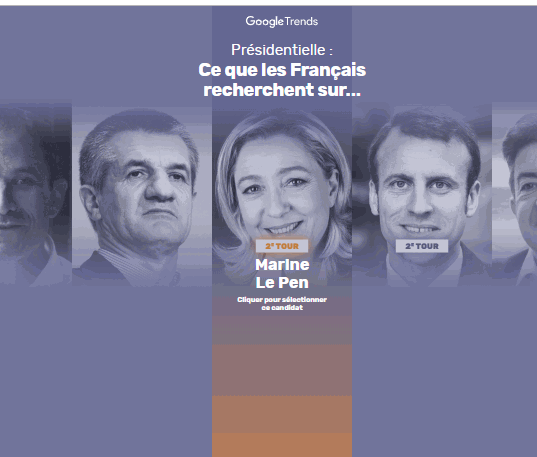 Google Trends
Présidentielle :
Ce que les Français
recherchent sur...
2e TOUR
2e TOUR
Marine
Le Pen
Cliquer pour sélectionner
ce candidat